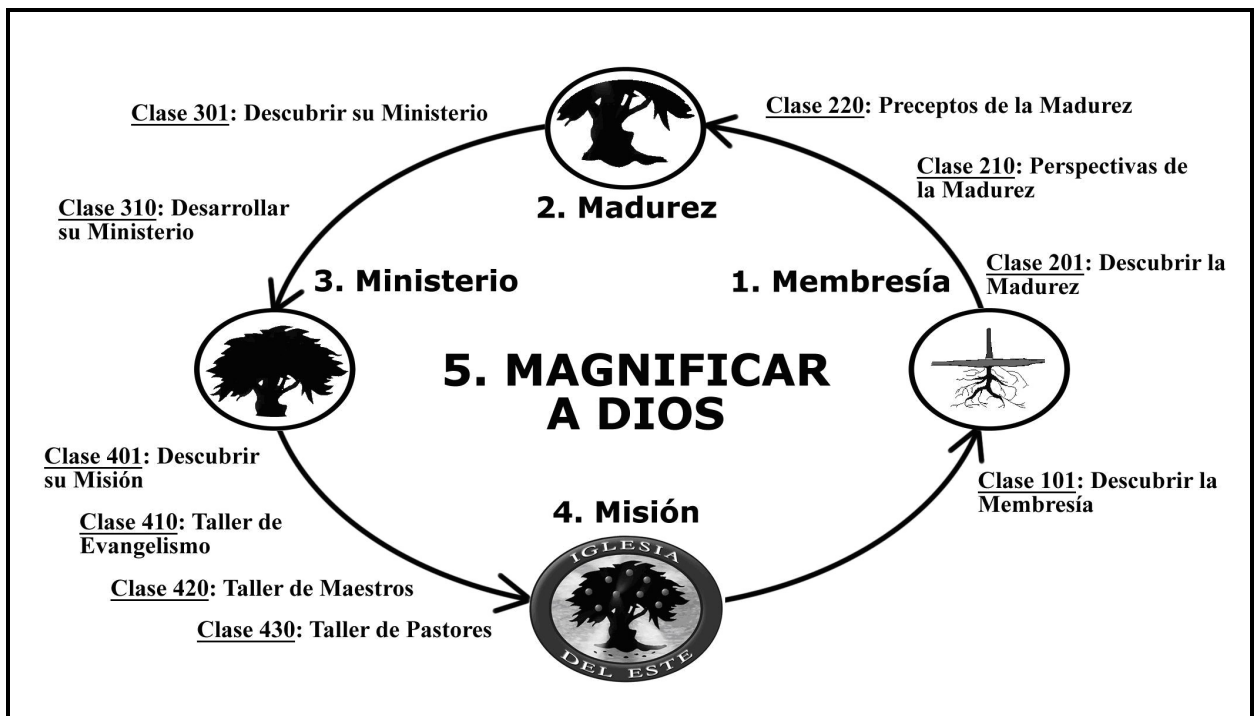 Clase 301: Descubrir su Ministerio
Clase 220: Preceptos de la Madurez
Clase 210: Perspectivas de
la Madurez
2. Madurez
Clase 310: Desarrollar
su Ministerio
3. Ministerio
1. Membresía
Clase 201: Descubrir la
Madurez
5. MAGNIFICAR
A DIOS
Clase 401: Descubrir
su Misión
Clase 101: Descubrir la
Membresía
4. Misión
Clase 410: Taller de
Evangelismo
Clase 420: Taller de Maestros
Clase 430: Taller de Pastores
IGLESIA
DEL ESTE